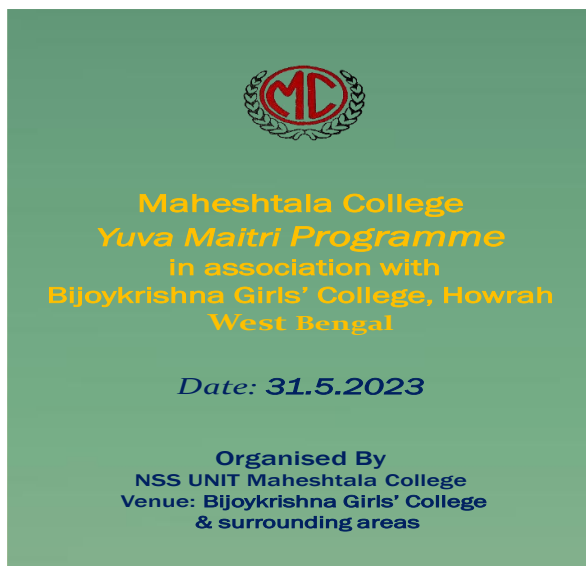 MC
Maheshtala College
Yuva Maitri Programme
in association with
Bijoykrishna Girls’ College, Howrah
West Bengal
Date: 31.5.2023
Organised By
NSS UNIT Maheshtala College
Venue: Bijoykrishna Girls’ College
& surrounding areas